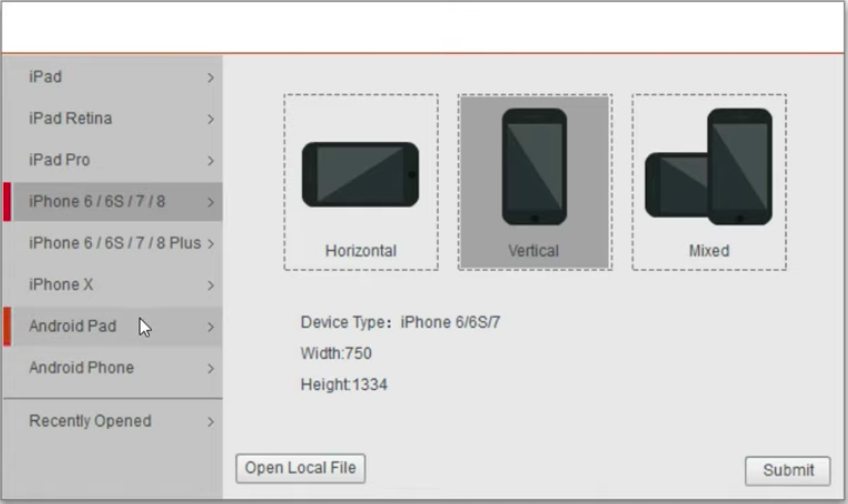 iPad
iPad Retina
iPad Pro
iPhone 6 / 6S / 7 / 8
iPhone 6 / 6S / 7 / 8 Plus
iPhone X
Android Pad
Android Phone
Recently Opened
Horizontal
Vertical
Mixed
Device Type： iPhone 6/6S/7
Width:750
Height:1334
Open Local File
Submit